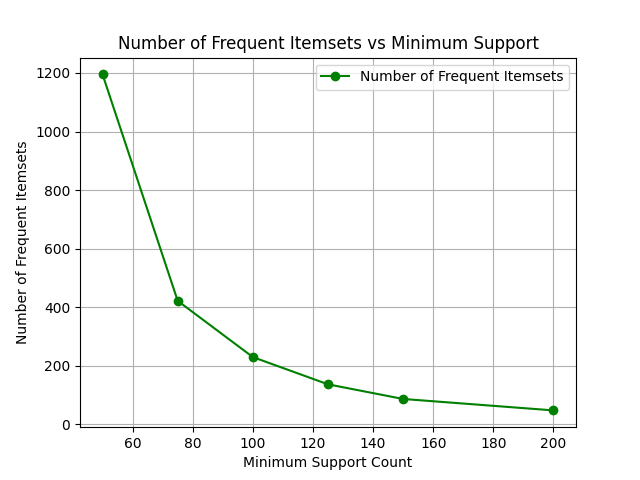 Number of Frequent Itemsets vs Minimum Support
Number of Frequent Itemsets
1200
1000
800
600
400
200
0
Number of Frequent Itemsets
60 80 100 120 140 160 180 200
Minimum Support Count